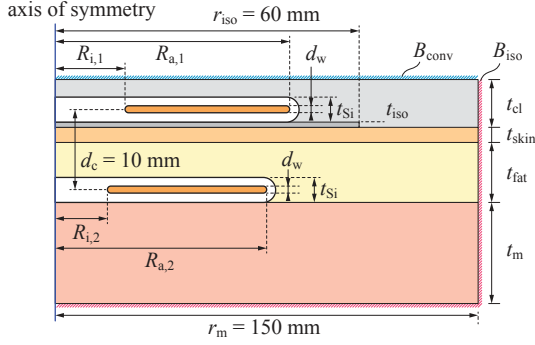 axis of symmetry
r_iso = 60 mm
R_i,1
R_a,1
d_w
B_conv
B_iso
t_Si
t_iso
t_cl
t_skin
d_c = 10 mm
d_w
t_Si
t_fat
R_i,2
R_a,2
t_m
r_m = 150 mm